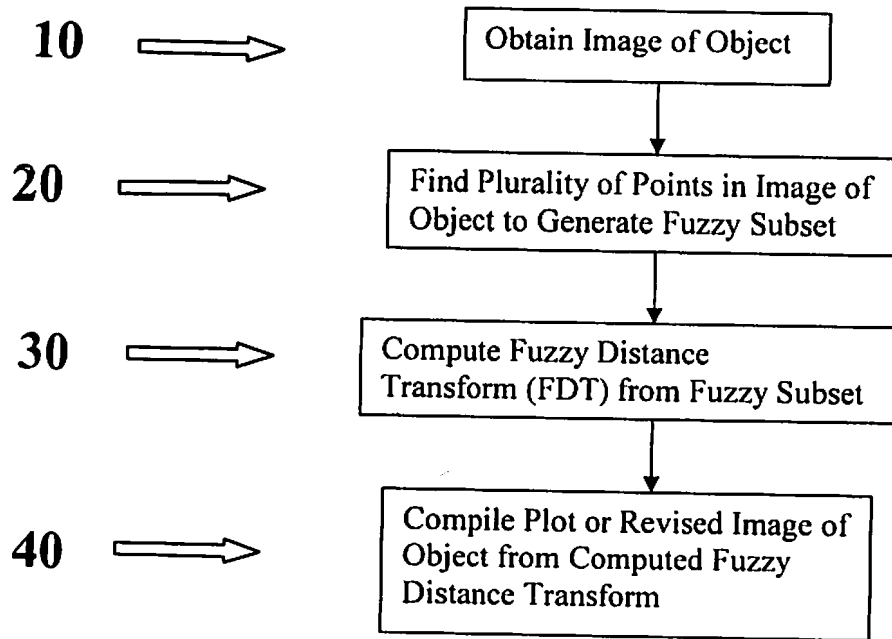 10
Obtain Image of Object
20
Find Plurality of Points in Image of
Object to Generate Fuzzy Subset
30
Compute Fuzzy Distance
Transform (FDT) from Fuzzy Subset
40
Compile Plot or Revised Image of
Object from Computed Fuzzy
Distance Transform